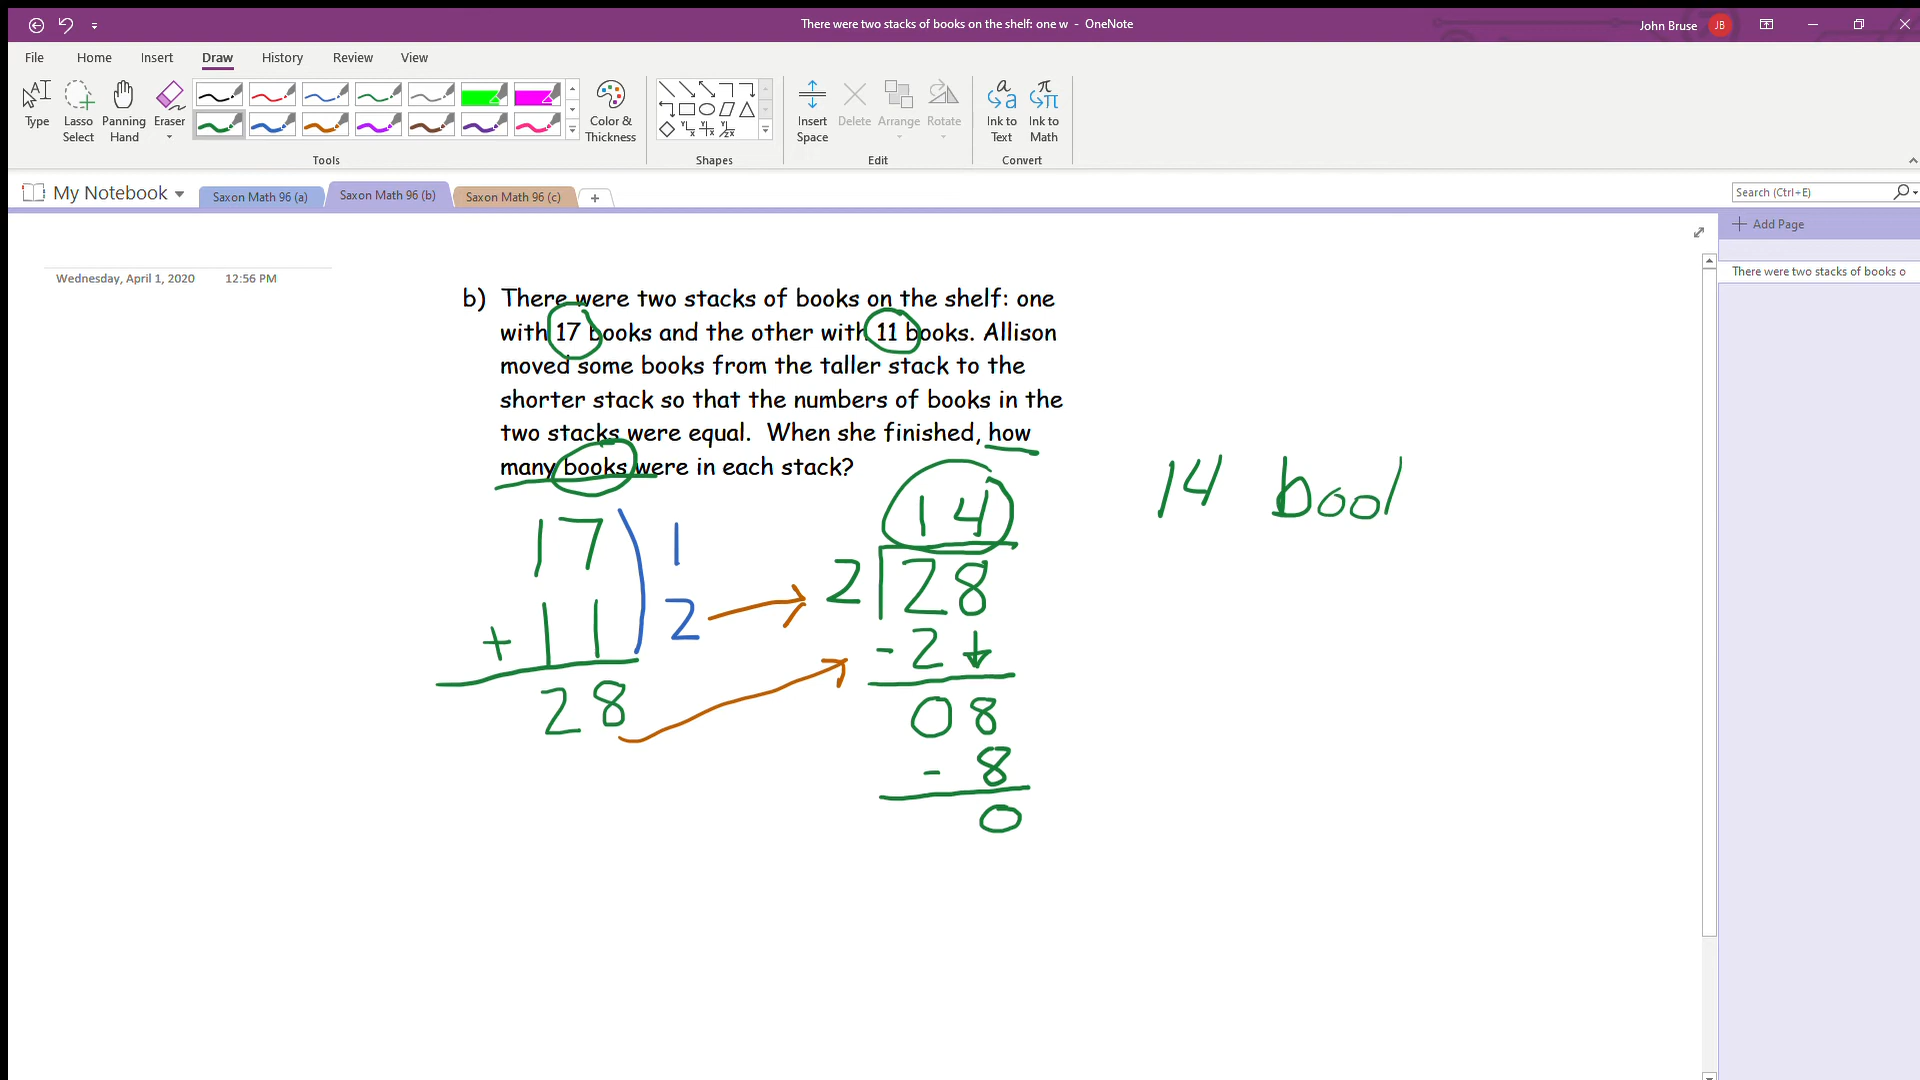 There were two stacks of books on the shelf: one w - OneNote
John Bruse JB
File Home Insert Draw History Review View
Type Lasso Select Panning Hand Eraser Color & Thickness Insert Space Delete Arrange Rotate Ink to Text Ink to Math
Tools Shapes Edit Convert
My Notebook Saxon Math 96 (a) Saxon Math 96 (b) Saxon Math 96 (c) +
Search (Ctrl+E)
Add Page
There were two stacks of books o
Wednesday, April 1, 2020 12:56 PM
b) There were two stacks of books on the shelf: one
with 17 books and the other with 11 books. Allison
moved some books from the taller stack to the
shorter stack so that the numbers of books in the
two stacks were equal. When she finished, how
many books were in each stack?
17 1
+ 11 2
28
14
2 28
- 2
08
- 8
0
14 bool